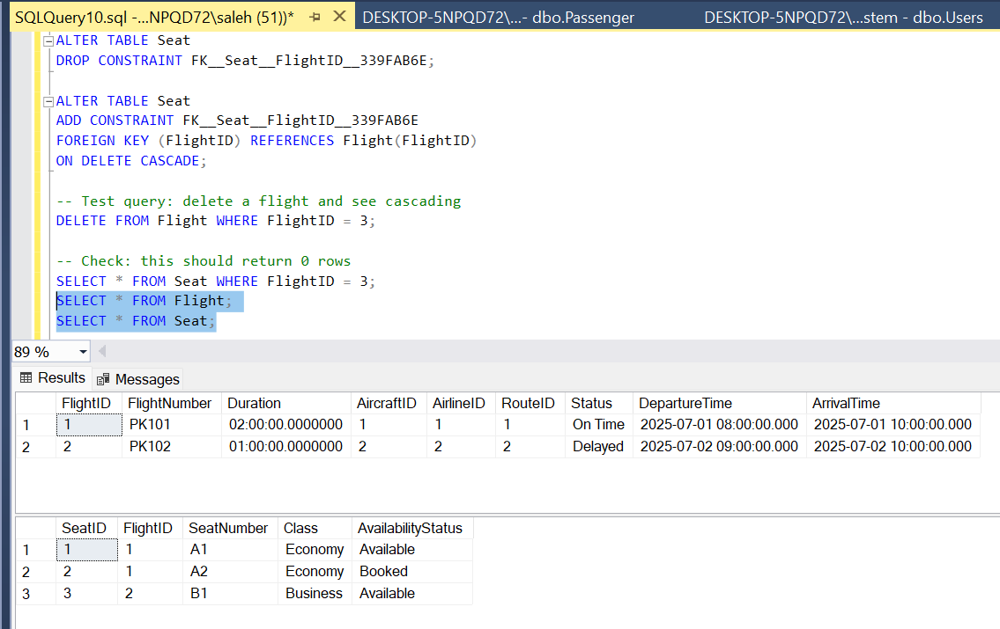 SQLQuery10.sql -...NPQD72\saleh (51))* DESKTOP-5NPQD72\...- dbo.Passenger DESKTOP-5NPQD72\...stem - dbo.Users
ALTER TABLE Seat
DROP CONSTRAINT FK__Seat__FlightID__339FAB6E;
ALTER TABLE Seat
ADD CONSTRAINT FK__Seat__FlightID__339FAB6E
FOREIGN KEY (FlightID) REFERENCES Flight(FlightID)
ON DELETE CASCADE;
-- Test query: delete a flight and see cascading
DELETE FROM Flight WHERE FlightID = 3;
-- Check: this should return 0 rows
SELECT * FROM Seat WHERE FlightID = 3;
SELECT * FROM Flight;
SELECT * FROM Seat;
89 %
Results Messages
FlightID FlightNumber Duration AircraftID AirlineID RouteID Status DepartureTime ArrivalTime
1 1 PK101 02:00:00.0000000 1 1 1 On Time 2025-07-01 08:00:00.000 2025-07-01 10:00:00.000
2 2 PK102 01:00:00.0000000 2 2 2 Delayed 2025-07-02 09:00:00.000 2025-07-02 10:00:00.000
SeatID FlightID SeatNumber Class AvailabilityStatus
1 1 1 A1 Economy Available
2 2 1 A2 Economy Booked
3 3 2 B1 Business Available